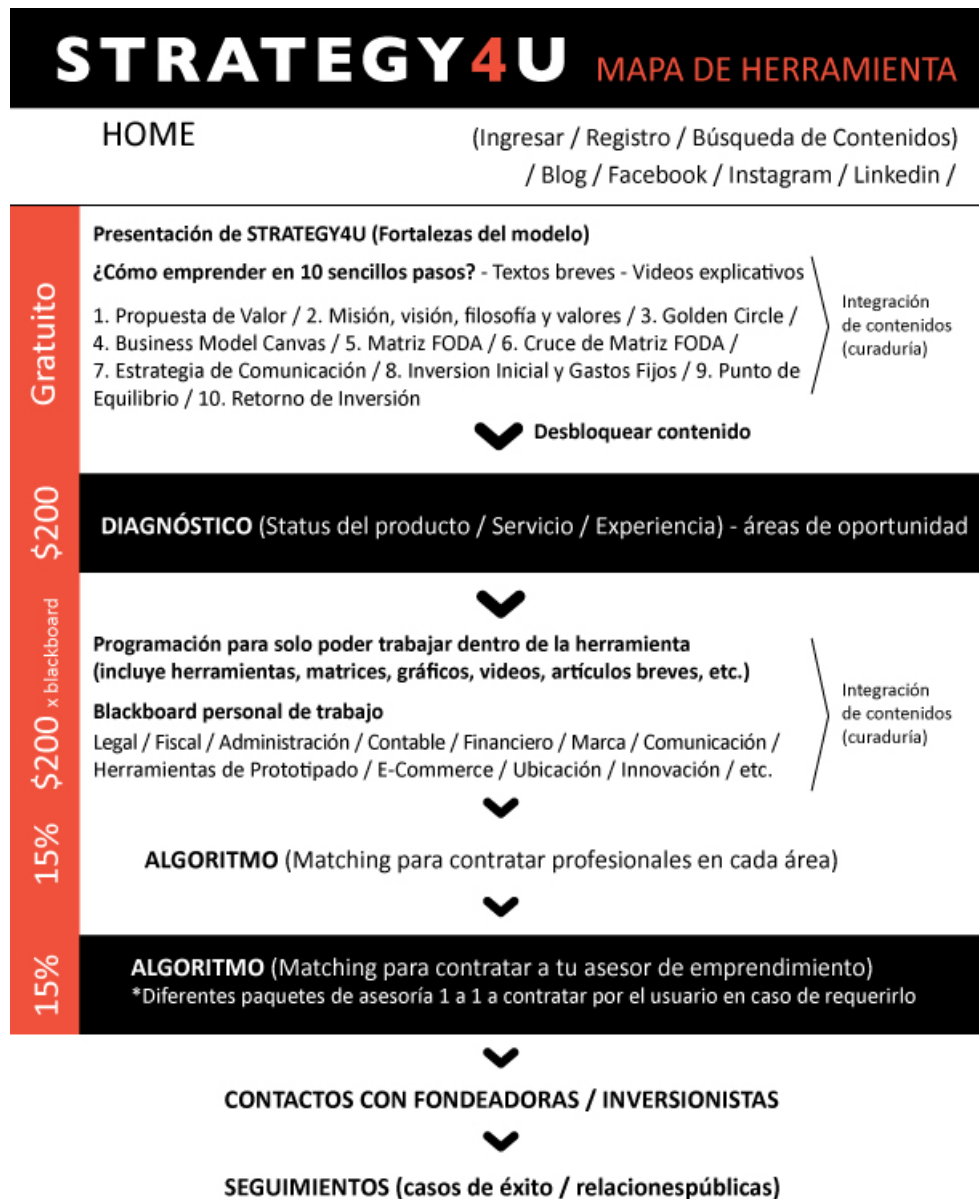 STRATEGY4U MAPA DE HERRAMIENTA
HOME
(Ingresar / Registro / Búsqueda de Contenidos)
/ Blog / Facebook / Instagram / Linkedin /
Gratuito
Presentación de STRATEGY4U (Fortalezas del modelo)
¿Cómo emprender en 10 sencillos pasos? - Textos breves - Videos explicativos
1. Propuesta de Valor / 2. Misión, visión, filosofía y valores / 3. Golden Circle /
4. Business Model Canvas / 5. Matriz FODA / 6. Cruce de Matriz FODA /
7. Estrategia de Comunicación / 8. Inversion Inicial y Gastos Fijos / 9. Punto de
Equilibrio / 10. Retorno de Inversión
Integración
de contenidos
(curaduría)
Desbloquear contenido
$200
DIAGNÓSTICO (Status del producto / Servicio / Experiencia) - áreas de oportunidad
$200 x blackboard
Programación para solo poder trabajar dentro de la herramienta
(incluye herramientas, matrices, gráficos, videos, artículos breves, etc.)
Blackboard personal de trabajo
Legal / Fiscal / Administración / Contable / Financiero / Marca / Comunicación /
Herramientas de Prototipado / E-Commerce / Ubicación / Innovación / etc.
Integración
de contenidos
(curaduría)
15%
ALGORITMO (Matching para contratar profesionales en cada área)
15%
ALGORITMO (Matching para contratar a tu asesor de emprendimiento)
*Diferentes paquetes de asesoría 1 a 1 a contratar por el usuario en caso de requerirlo
CONTACTOS CON FONDEADORAS / INVERSIONISTAS
SEGUIMIENTOS (casos de éxito / relacionespúblicas)